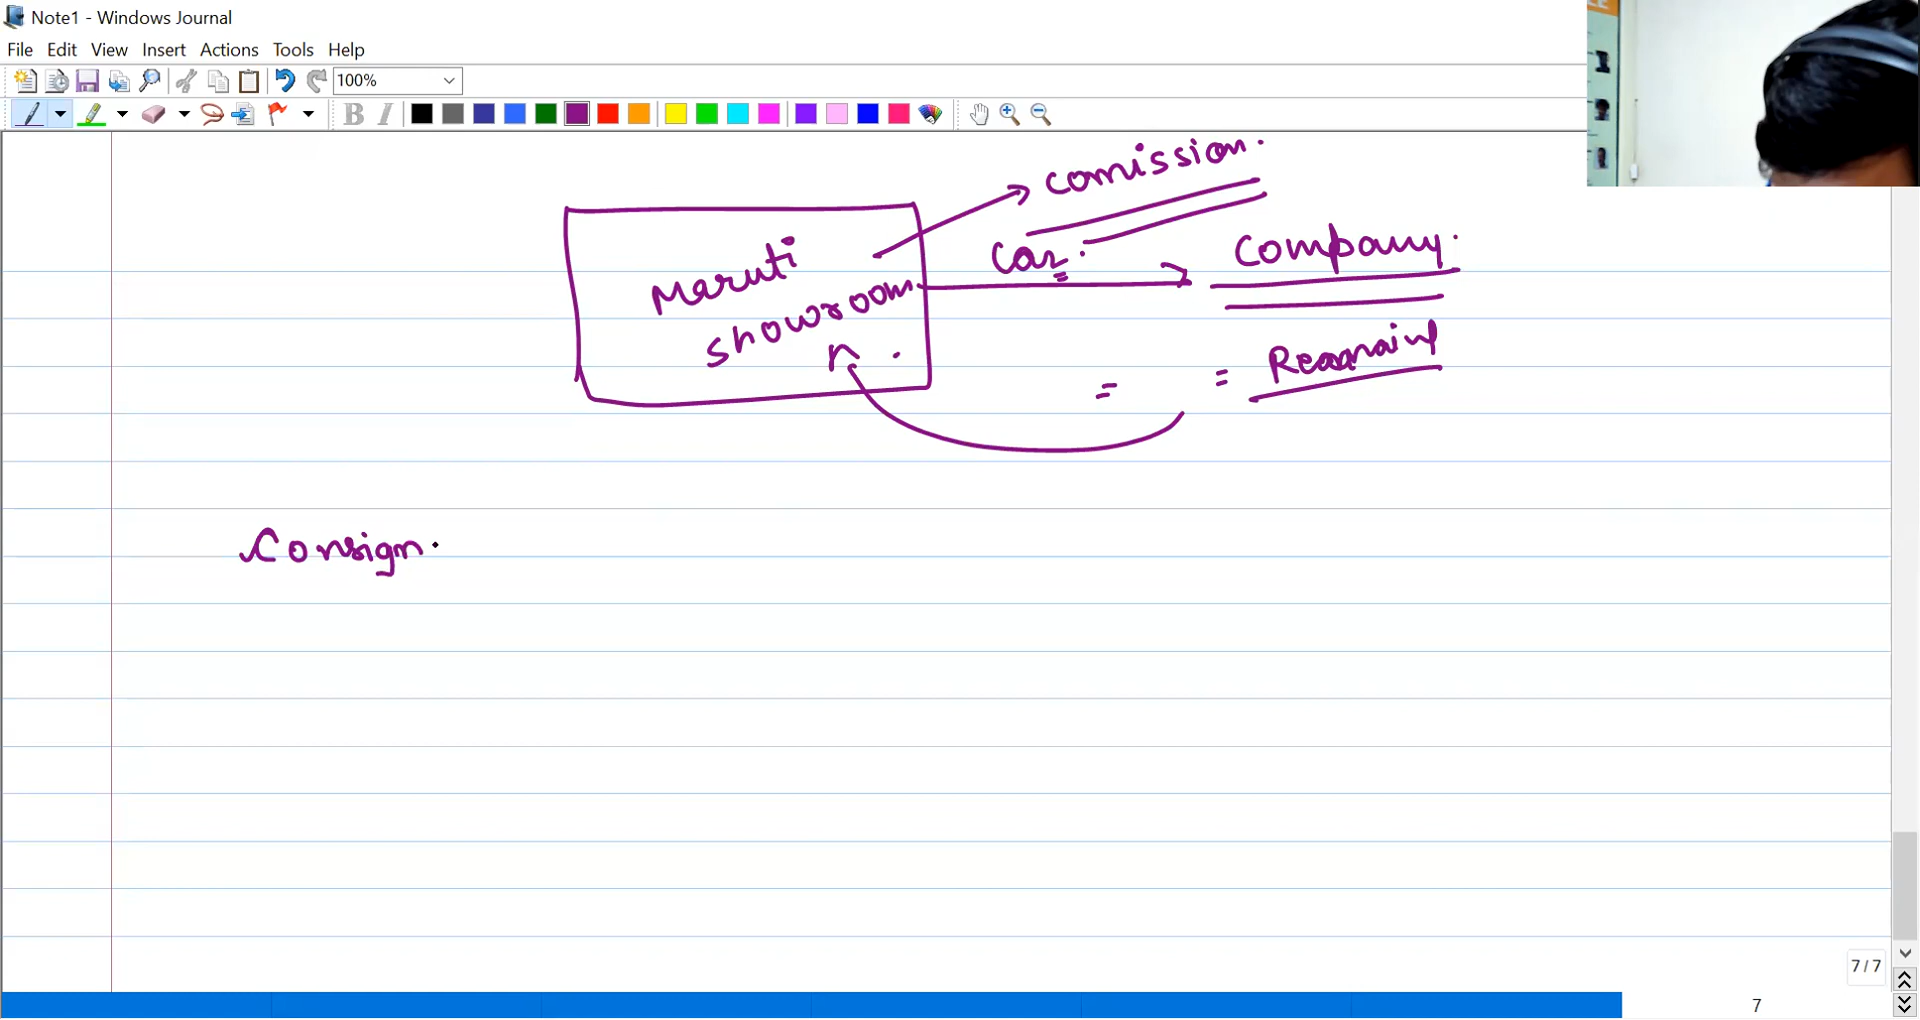 Note1 - Windows Journal
File Edit View Insert Actions Tools Help
100%
B I
Comission.
Maruti
showroom
Car.
Company.
=
=
Consign
7/7
7